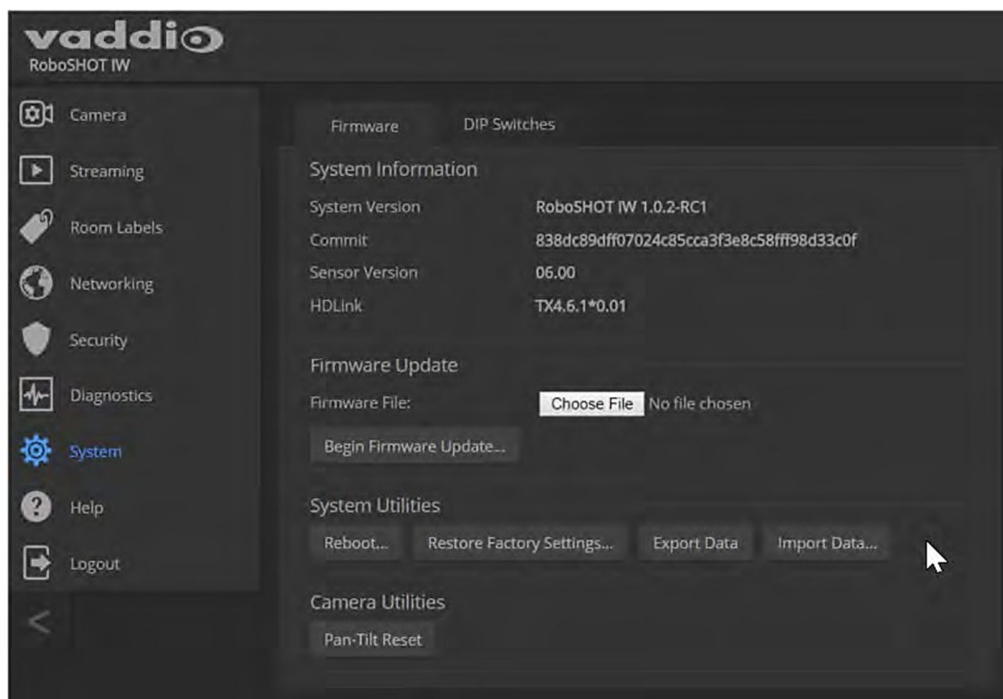 vaddio
RoboSHOT IW
Camera
Streaming
Room Labels
Networking
Security
Diagnostics
System
Help
Logout
Firmware
DIP Switches
System Information
System Version RoboSHOT IW 1.0.2-RC1
Commit 838dc89dff07024c85cca3f3e8c58fff98d33c0f
Sensor Version 06.00
HDLink TX4.6.1*0.01
Firmware Update
Firmware File: Choose File No file chosen
Begin Firmware Update...
System Utilities
Reboot... Restore Factory Settings... Export Data Import Data...
Camera Utilities
Pan-Tilt Reset